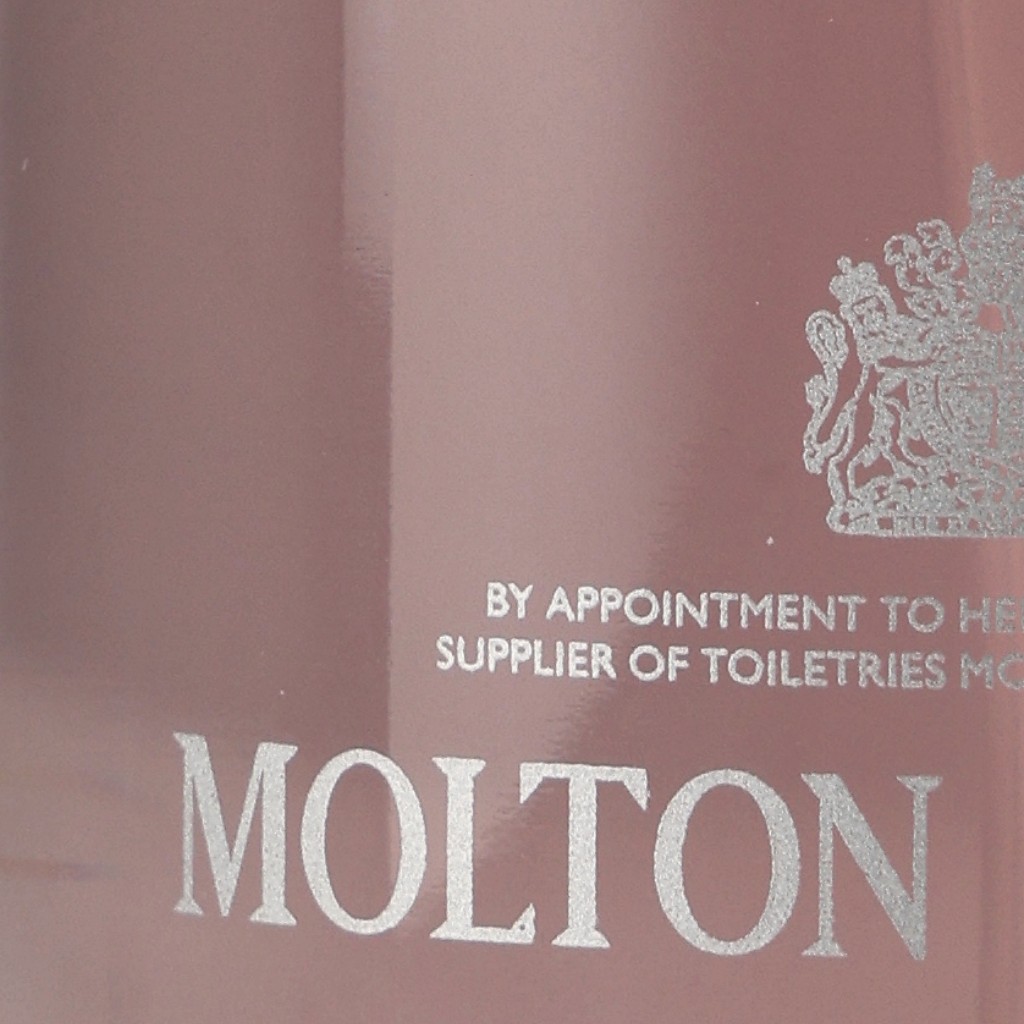 BY APPOINTMENT TO HE
SUPPLIER OF TOILETRIES MO
MOLTON